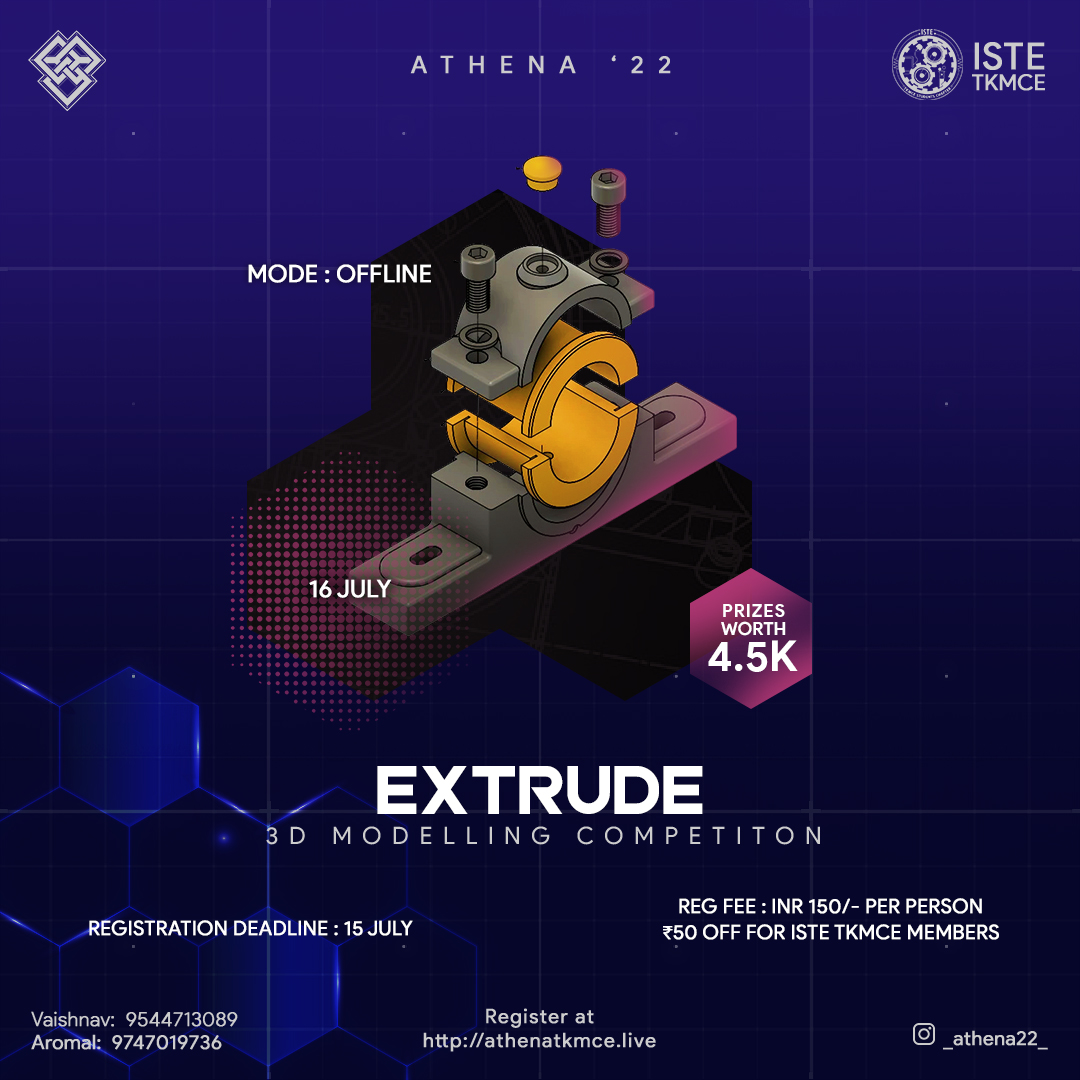 ATHENA ‘22
ISTE
TKMCE
MODE : OFFLINE
16 JULY
PRIZES
WORTH
4.5K
EXTRUDE
3D MODELLING COMPETITON
REGISTRATION DEADLINE : 15 JULY
REG FEE : INR 150/- PER PERSON
₹50 OFF FOR ISTE TKMCE MEMBERS
Vaishnav: 9544713089
Aromal: 9747019736
Register at
http://athenatkmce.live
_athena22_